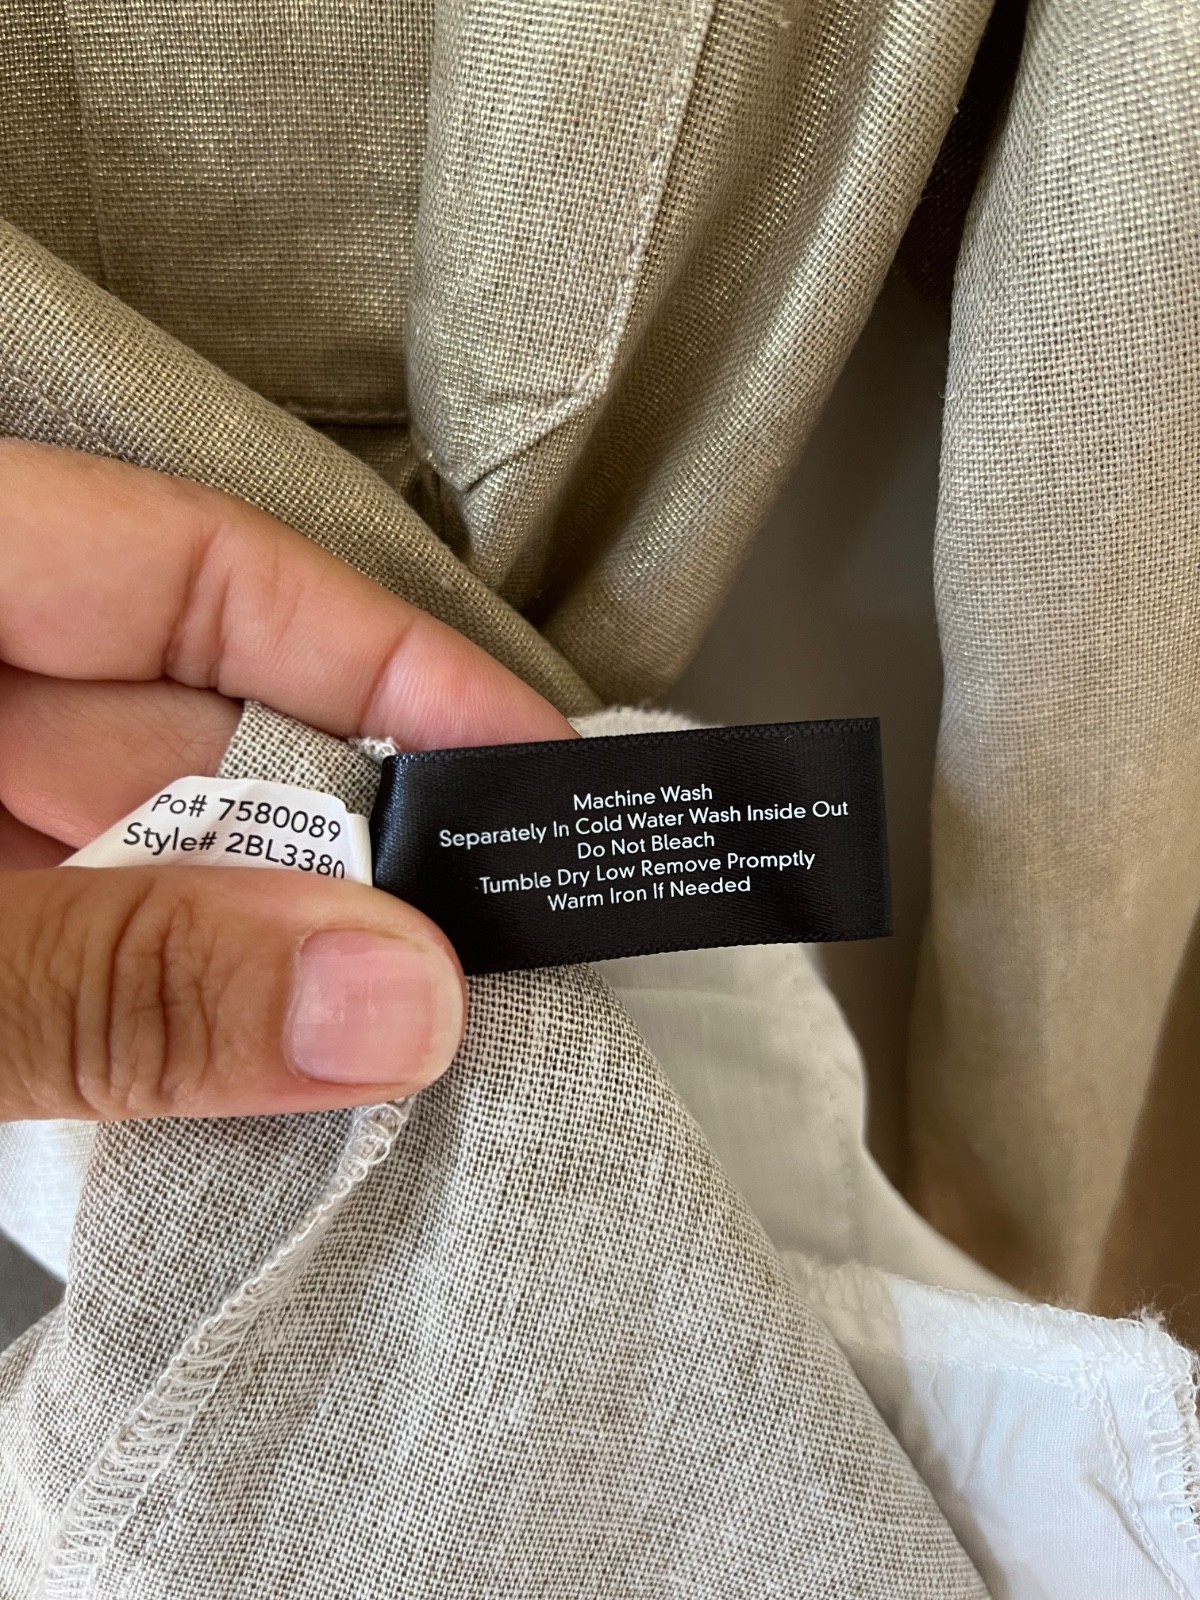 Po# 7580089
Style# 2BL3380
Machine Wash
Separately In Cold Water Wash Inside Out
Do Not Bleach
Tumble Dry Low Remove Promptly
Warm Iron If Needed